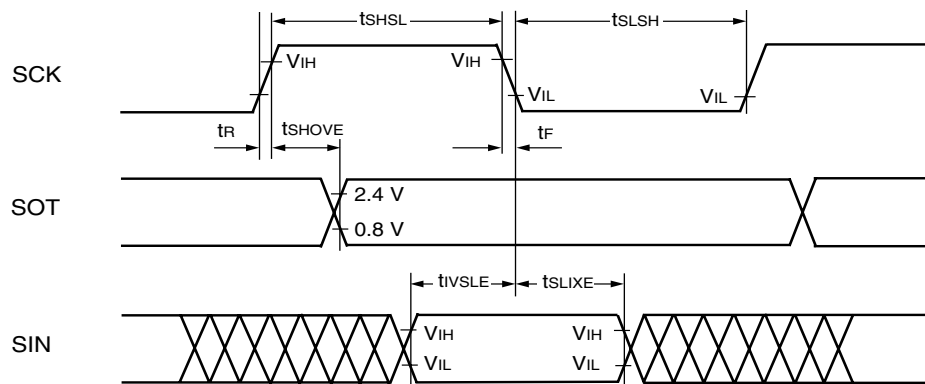 tSHSL tSLSH
SCK VIH VIH VIL VIL
tR tSHOVE tF
SOT 2.4 V
0.8 V
tIVSLE tSLIXE
SIN VIH VIH
VIL VIL